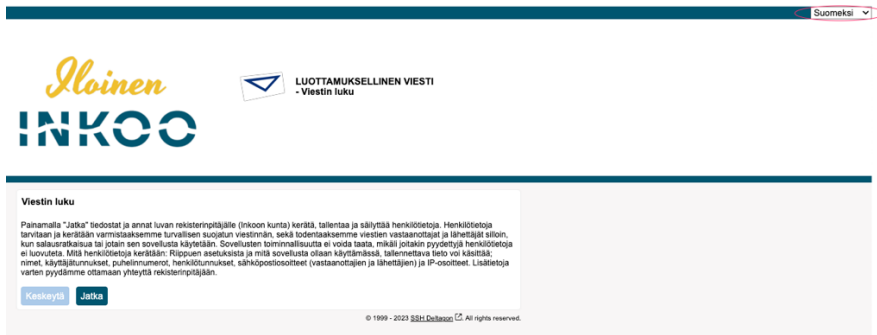 Suomeksi
Iloinen
INKOO
LUOTTAMUKSELLINEN VIESTI
- Viestin luku
Viestin luku
Painamalla "Jatka" tiedostat ja annat luvan rekisterinpitäjälle (Inkoon kunta) kerätä, tallentaa ja säilyttää henkilötietoja. Henkilötietoja
tarvitaan ja kerätään varmistaaksemme turvallisen suojatun viestinnän, sekä todentaaksemme viestien vastaanottajat ja lähettäjät silloin,
kun salausratkaisua tai jotain sen sovellusta käytetään. Sovellusten toiminnallisuutta ei voida taata, mikäli joitakin pyydettyjä henkilötietoja
ei luovuteta. Mitä henkilötietoja kerätään: Riippuen asetuksista ja mitä sovellusta ollaan käyttämässä, tallennettava tieto voi käsittää;
nimet, käyttäjätunnukset, puhelinnumerot, henkilötunnukset, sähköpostiosoitteet (vastaanottajien ja lähettäjien) ja IP-osoitteet. Lisätietoja
varten pyydämme ottamaan yhteyttä rekisterinpitäjään.
Keskeytä Jatka
© 1999 - 2023 SSH Deltagon. All rights reserved.